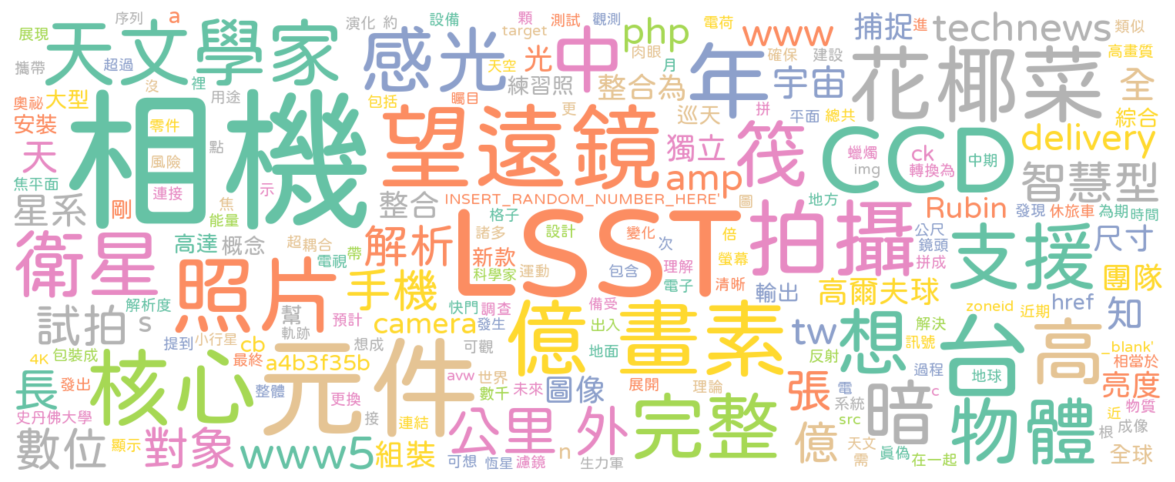 序列 a
演化 約 設備 顆 測試 觀測 電荷 www 捕捉 進 technews 類似
展現 天文學家 感光 target 光 中 php 年 確保 建設 高畫質
攜帶 超過 裡 天空 肉眼 月 宇宙 花椰菜 全
沒 練習照 整合為
奧祕 大型 用途 包括 矚目 更 巡天 拼 平面 總共 綜合
安裝 零件 相機 望遠鏡 獨立 筏 CCD delivery
天 風險 點 amp 蠟燭 ck 中期
焦平面 連接 焦 示 img 轉換為 智慧型
星系 剛 能量 整合 INSERT_RANDOM_NUMBER_HERE' 圖 地方 Rubin 發現 休旅車 為期 時間
衛星 高達 概念 超 耦合 解析 格子 設計 變化 倍 拍攝 公尺 支援 尺寸
諸多 LSST 次 鏡頭
電視 帶 新款 科學家 運動 包含 理解 螢幕 拼成
照片 手機 電子 清晰 輸出 高爾夫球 團隊
試拍 s 解析度 幫 快門 調查 備受 zoneid 近期 href 知
軌跡 預計 camera 發生 出入 億 畫素 tw 想 解決 台 高 _blank'
4K 包裝成 提到 小行星 cb 想成 可觀 地面 反射 訊號 相當於
核心 最終 a4b3f35b 元件 avw 世界 圖像 展開 張 過程 地球 亮度
長 發出 整體 更換 未來 數千 理論 電 c 暗 物質
史丹佛大學 接 連結 公里 外 完整 系統 src 物體 近
數位 顯示 對象 www5 組裝 可想 恆星 濾鏡 n 生力軍 億 天文 需 眞偽 在一起 根 成像 全球